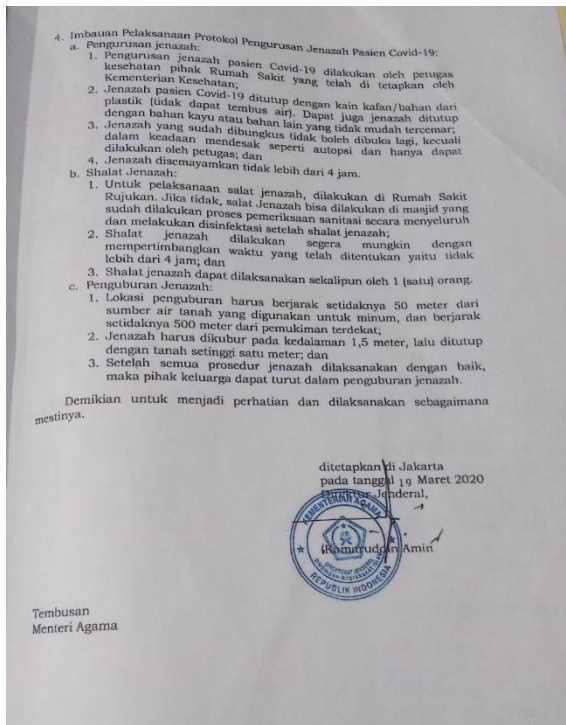 4. Imbauan Pelaksanaan Protokol Pengurusan Jenazah Pasien Covid-19:
a. Pengurusan jenazah:
1. Pengurusan jenazah pasien Covid-19 dilakukan oleh petugas
kesehatan pihak Rumah Sakit yang telah di tetapkan oleh
Kementerian Kesehatan;
2. Jenazah pasien Covid-19 ditutup dengan kain kafan/bahan dari
plastik (tidak dapat tembus air). Dapat juga jenazah ditutup
dengan bahan kayu atau bahan lain yang tidak mudah tercemar;
3. Jenazah yang sudah dibungkus tidak boleh dibuka lagi, kecuali
dalam keadaan mendesak seperti autopsi dan hanya dapat
dilakukan oleh petugas; dan
4. Jenazah disemayamkan tidak lebih dari 4 jam.
b. Shalat Jenazah:
1. Untuk pelaksanaan salat jenazah, dilakukan di Rumah Sakit
Rujukan. Jika tidak, salat Jenazah bisa dilakukan di masjid yang
sudah dilakukan proses pemeriksaan sanitasi secara menyeluruh
dan melakukan disinfektasi setelah shalat jenazah;
2. Shalat jenazah dilakukan segera mungkin dengan
mempertimbangkan waktu yang telah ditentukan yaitu tidak
lebih dari 4 jam; dan
3. Shalat jenazah dapat dilaksanakan sekalipun oleh 1 (satu) orang.
c. Penguburan Jenazah:
1. Lokasi penguburan harus berjarak setidaknya 50 meter dari
sumber air tanah yang digunakan untuk minum, dan berjarak
setidaknya 500 meter dari pemukiman terdekat;
2. Jenazah harus dikubur pada kedalaman 1,5 meter, lalu ditutup
dengan tanah setinggi satu meter; dan
3. Setelah semua prosedur jenazah dilaksanakan dengan baik,
maka pihak keluarga dapat turut dalam penguburan jenazah.
Demikian untuk menjadi perhatian dan dilaksanakan sebagaimana
mestinya.
ditetapkan di Jakarta
pada tanggal 19 Maret 2020
Direktur Jenderal,
KEMENTERIAN AGAMA
Kamaruddin Amin
REPUBLIK INDONESIA
Tembusan
Menteri Agama